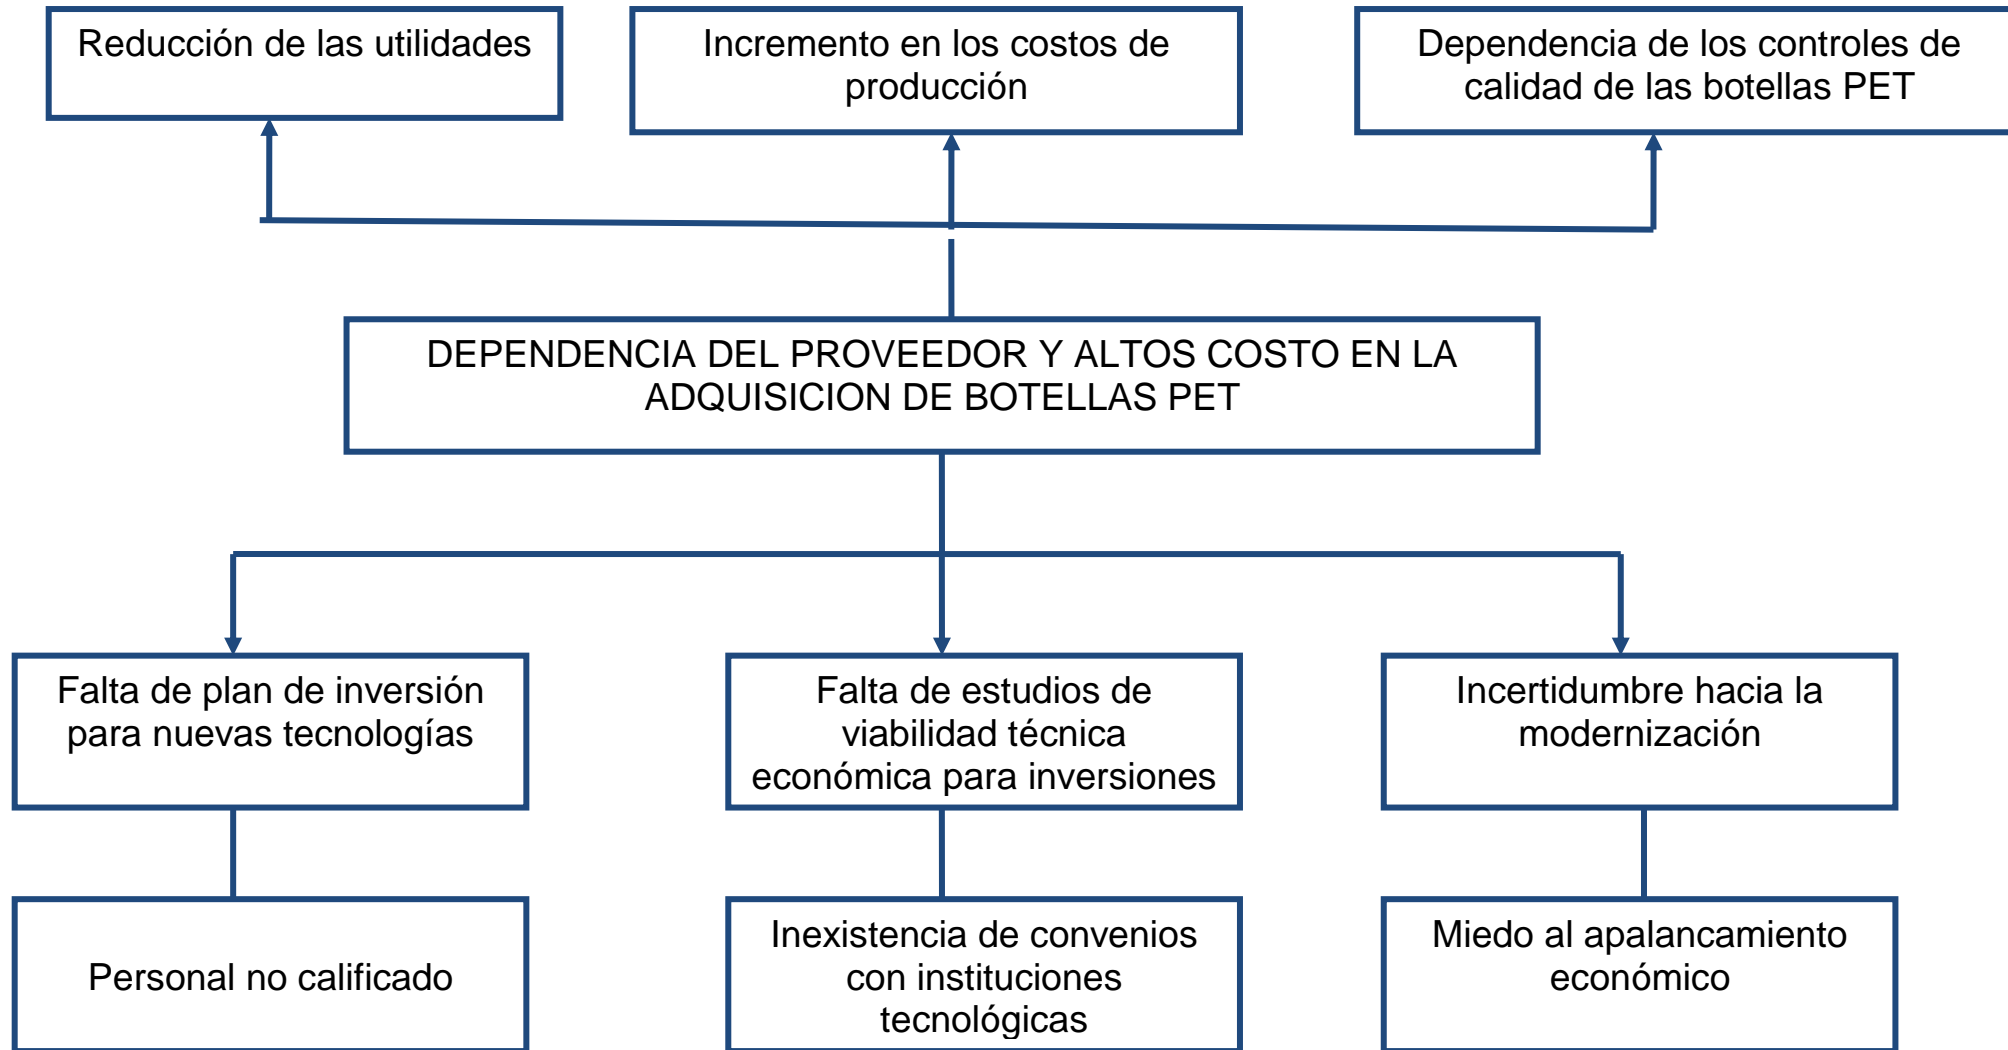 Reducción de las utilidades
Incremento en los costos de
producción
Dependencia de los controles de
calidad de las botellas PET
DEPENDENCIA DEL PROVEEDOR Y ALTOS COSTO EN LA
ADQUISICION DE BOTELLAS PET
Falta de plan de inversión
para nuevas tecnologías
Falta de estudios de
viabilidad técnica
económica para inversiones
Incertidumbre hacia la
modernización
Personal no calificado
Inexistencia de convenios
con instituciones
tecnológicas
Miedo al apalancamiento
económico